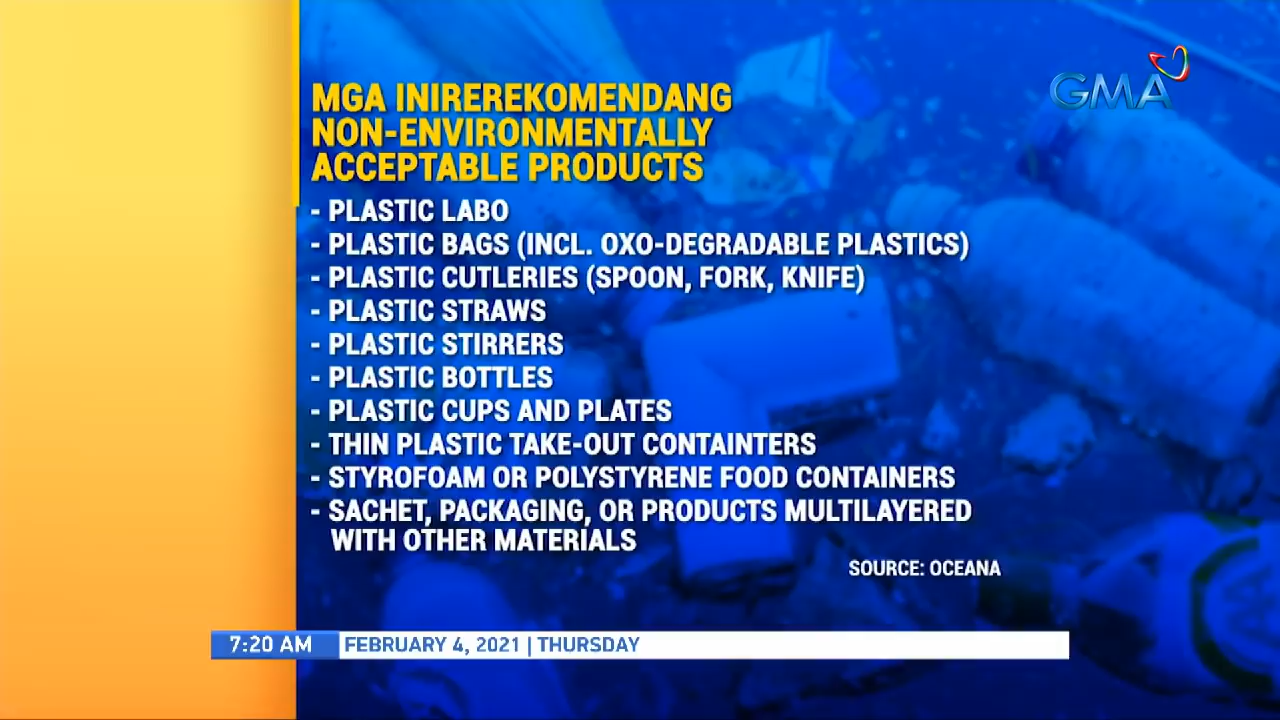 GMA
MGA INIREREKOMENDANG
NON-ENVIRONMENTALLY
ACCEPTABLE PRODUCTS
- PLASTIC LABO
- PLASTIC BAGS (INCL. OXO-DEGRADABLE PLASTICS)
- PLASTIC CUTLERIES (SPOON, FORK, KNIFE)
- PLASTIC STRAWS
- PLASTIC STIRRERS
- PLASTIC BOTTLES
- PLASTIC CUPS AND PLATES
- THIN PLASTIC TAKE-OUT CONTAINTERS
- STYROFOAM OR POLYSTYRENE FOOD CONTAINERS
- SACHET, PACKAGING, OR PRODUCTS MULTILAYERED
WITH OTHER MATERIALS
SOURCE: OCEANA
7:20 AM FEBRUARY 4, 2021 | THURSDAY